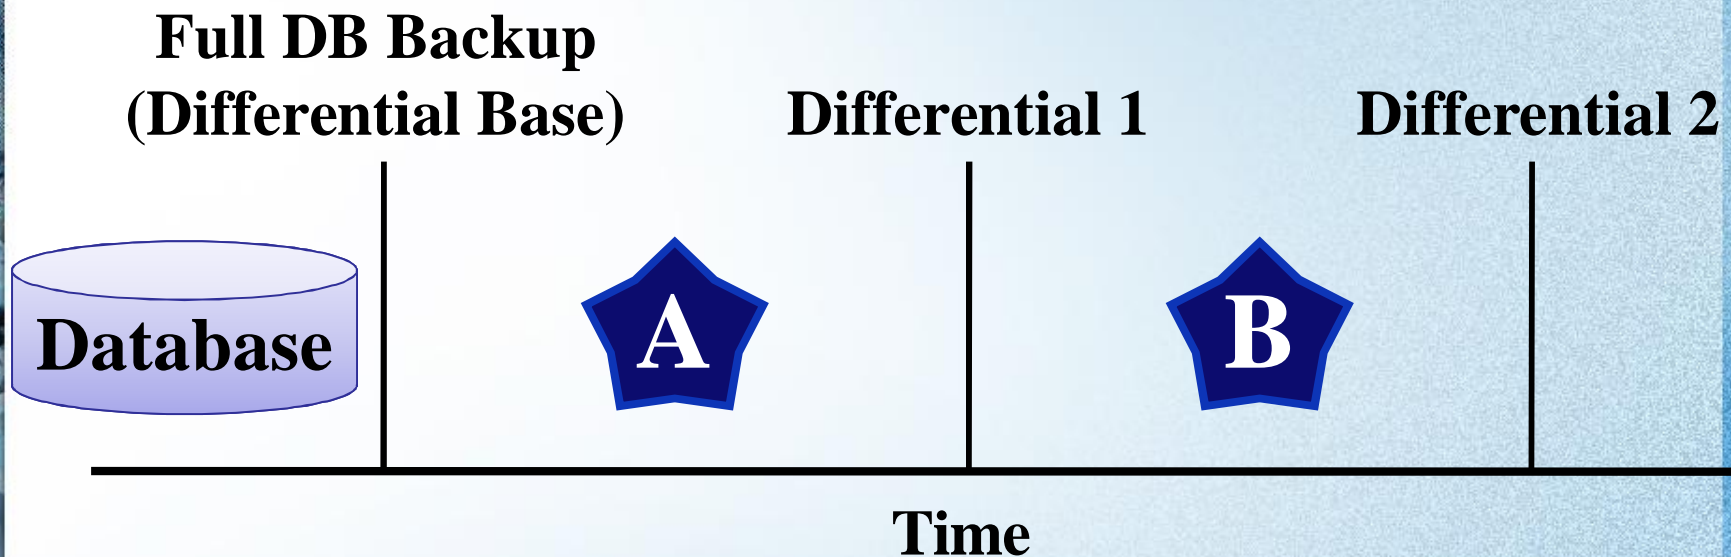 Full DB Backup
(Differential Base)
Differential 1
Differential 2
Database
A
B
Time